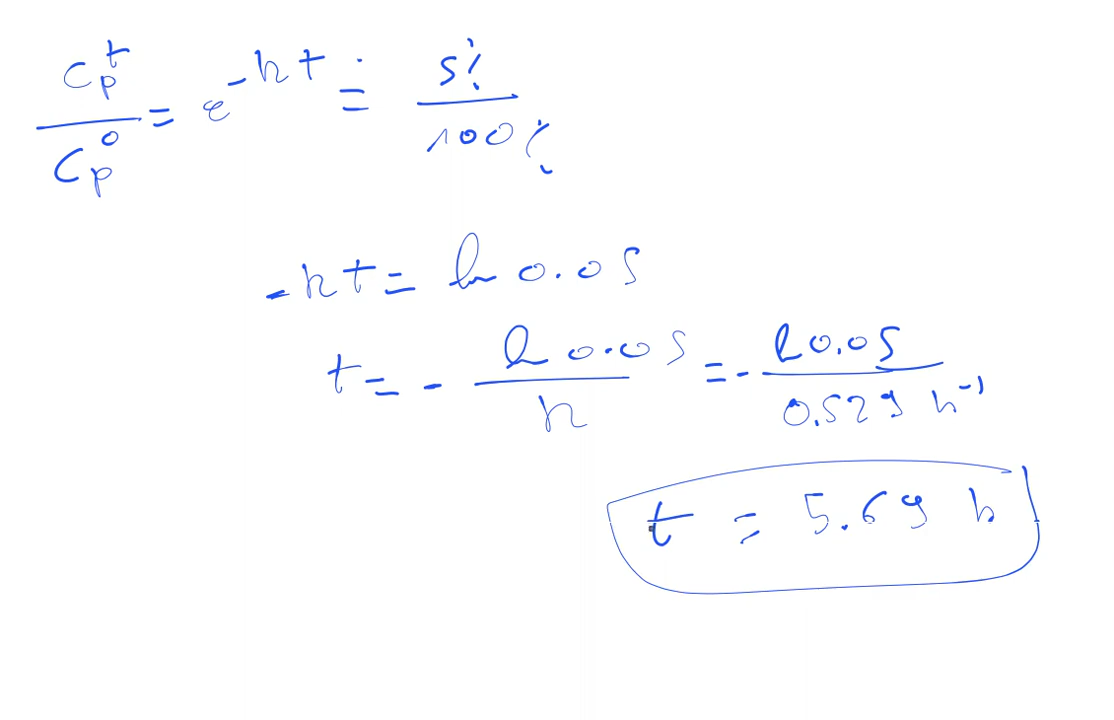 Cp^t / Cp^0 = e^-kt = 5% / 100%
-kt = ln 0.05
t = - ln 0.05 / k = - ln 0.05 / 0.529 h^-1
t = 5.69 h